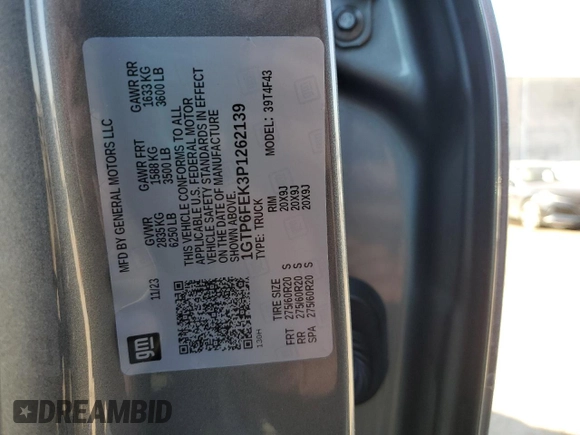 MFD BY GENERAL MOTORS LLC
11/23
GVWR GAWR FRT GAWR RR
2835 KG 1588 KG 1633 KG
6250 LB 3500 LB 3600 LB
THIS VEHICLE CONFORMS TO ALL
APPLICABLE U.S. FEDERAL MOTOR
VEHICLE SAFETY STANDARDS IN EFFECT
ON THE DATE OF MANUFACTURE
SHOWN ABOVE.
1GTP6FEK3P1262139
TYPE: TRUCK MODEL: 39T4F43
gm
130H
TIRE SIZE RIM
FRT 275/60R20 S 20X9J
RR 275/60R20 S 20X9J
SPA 275/60R20 S 20X9J
DREAMBID